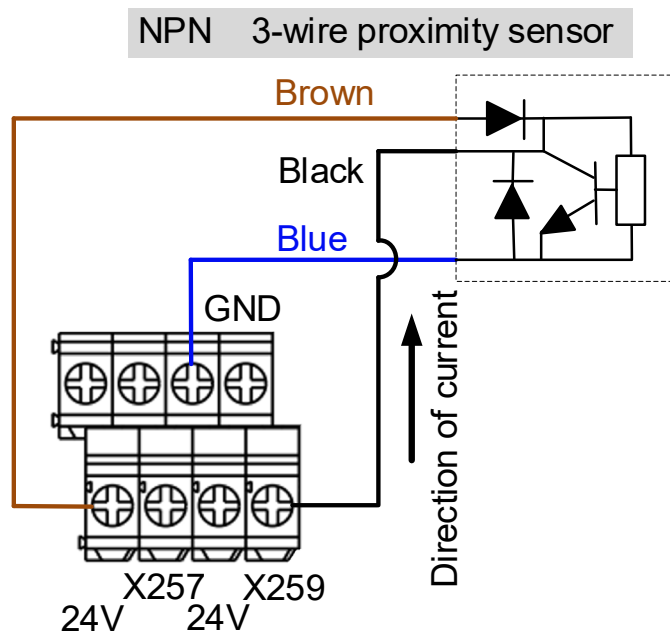 NPN 3-wire proximity sensor
Brown
Black
Blue
GND
Direction of current
X257 X259
24V 24V